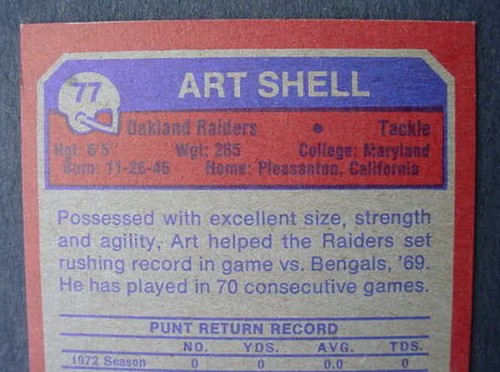 77
ART SHELL
Oakland Raiders • Tackle
Hgt: 6'5" Wgt: 265 College: Maryland
Born: 11-26-46 Home: Pleasanton, California
Possessed with excellent size, strength
and agility, Art helped the Raiders set
rushing record in game vs. Bengals, '69.
He has played in 70 consecutive games.
PUNT RETURN RECORD
NO. YDS. AVG. TDS.
1972 Season 0 0 0.0 0